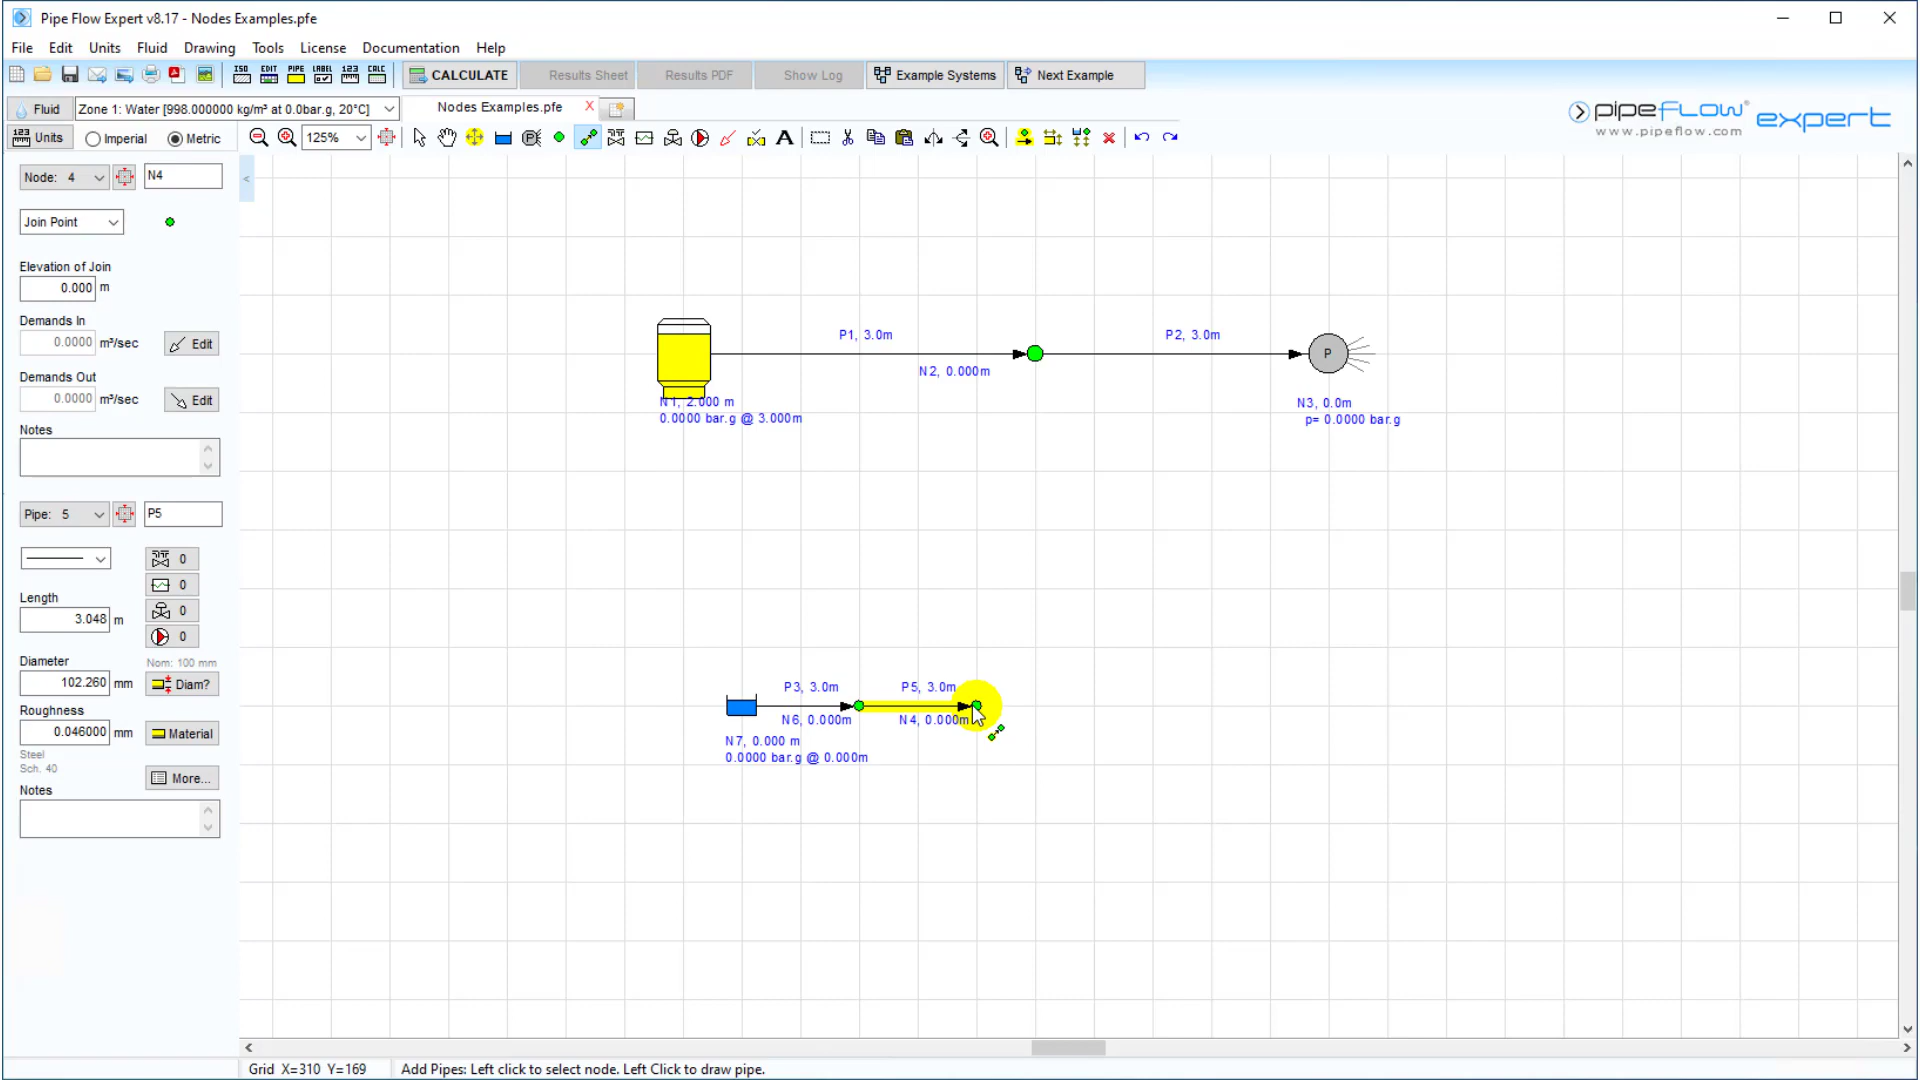 Pipe Flow Expert v8.17 - Nodes Examples.pfe
File Edit Units Fluid Drawing Tools License Documentation Help
ISO EDIT PIPE LABEL 123 CALC CALCULATE Results Sheet Results PDF Show Log Example Systems Next Example
Fluid Zone 1: Water [998.000000 kg/m³ at 0.0bar.g, 20°C] Nodes Examples.pfe X
pipeFLOW® expert
www.pipeflow.com
123 Units Imperial Metric 125% A
Node: 4 N4
Join Point
Elevation of Join
0.000 m
Demands In
0.0000 m³/sec Edit
Demands Out
0.0000 m³/sec Edit
Notes
Pipe: 5 P5
0
0
Length
3.048 m
0
0
Diameter Nom: 100 mm
102.260 mm Diam?
Roughness
0.046000 mm Material
Steel
Sch. 40
More...
Notes
P1, 3.0m
P2, 3.0m
P
N2, 0.000m
N1, 2.000 m
0.0000 bar.g @ 3.000m
N3, 0.0m
p= 0.0000 bar.g
P3, 3.0m
P5, 3.0m
N6, 0.000m
N4, 0.000m
N7, 0.000 m
0.0000 bar.g @ 0.000m
Grid X=310 Y=169 Add Pipes: Left click to select node. Left Click to draw pipe.